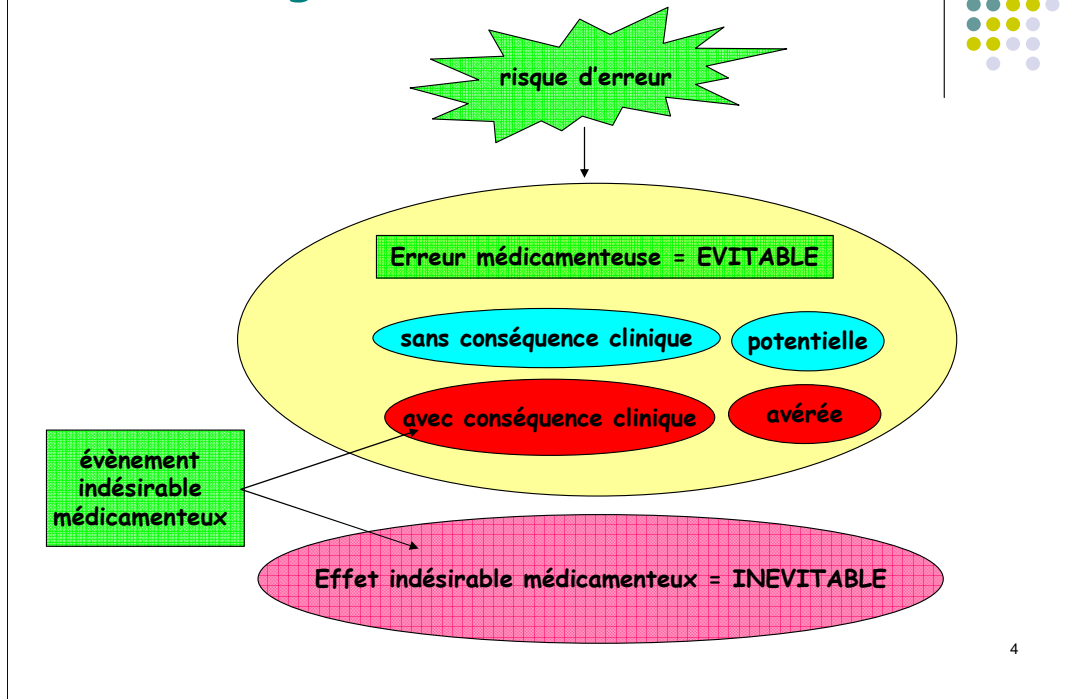 risque d'erreur
Erreur médicamenteuse = EVITABLE
sans conséquence clinique
potentielle
avec conséquence clinique
avérée
évènement
indésirable
médicamenteux
Effet indésirable médicamenteux = INEVITABLE
4